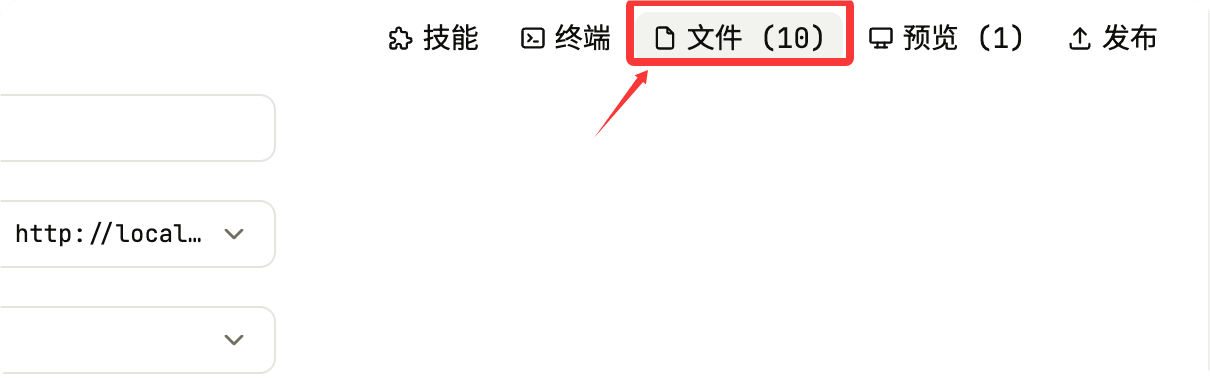 技能 终端 文件 (10) 预览 (1) 发布
http://local…